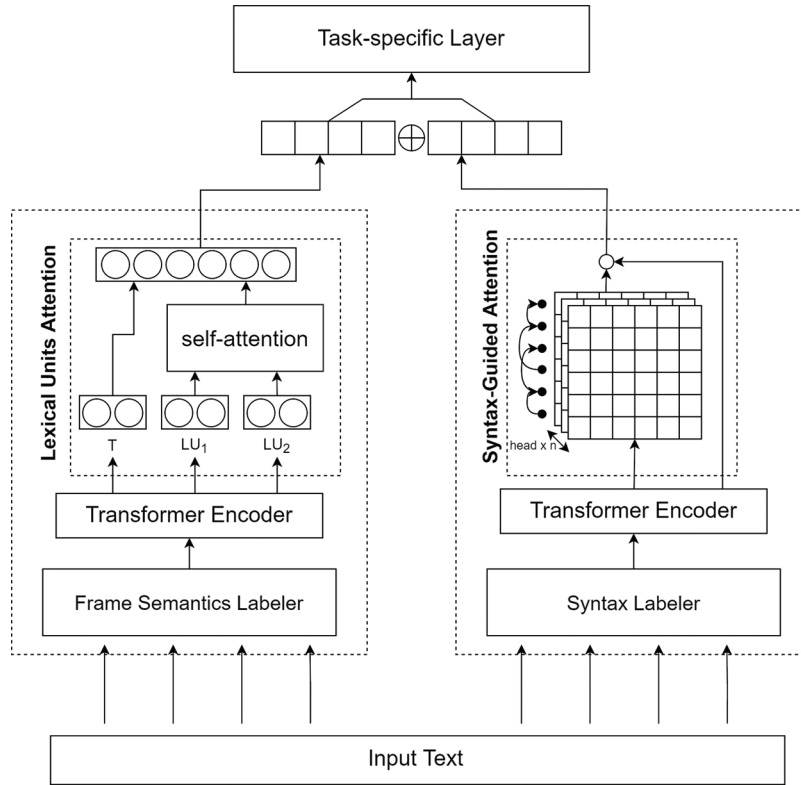 Task-specific Layer
Lexical Units Attention
self-attention
T
LU1
LU2
Transformer Encoder
Frame Semantics Labeler
Syntax-Guided Attention
head x n
Transformer Encoder
Syntax Labeler
Input Text